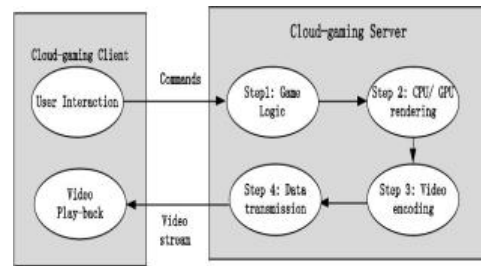 Cloud-gaming Server
Cloud-gaming Client
Commands
User Interaction
Step1: Game
Logic
Step 2: CPU/ GPU
rendering
Video
Play-back
Step 4: Data
transmission
Step 3: Video
encoding
Video
stream